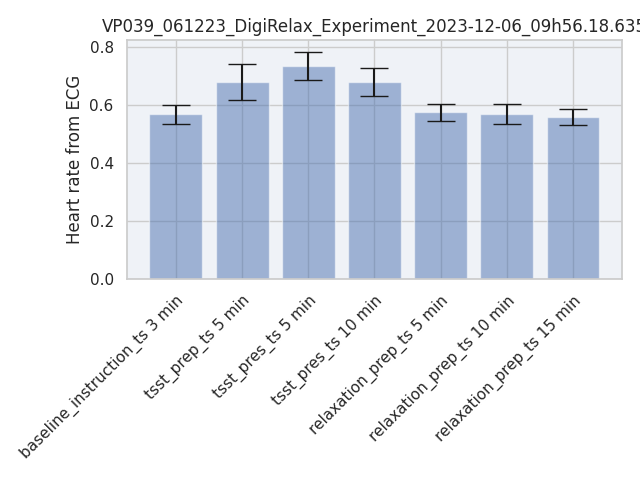 VP039_061223_DigiRelax_Experiment_2023-12-06_09h56.18.635
Heart rate from ECG
0.8
0.6
0.4
0.2
0.0
baseline_instruction_ts 3 min
tsst_prep_ts 5 min
tsst_pres_ts 5 min
tsst_pres_ts 10 min
relaxation_prep_ts 5 min
relaxation_prep_ts 10 min
relaxation_prep_ts 15 min